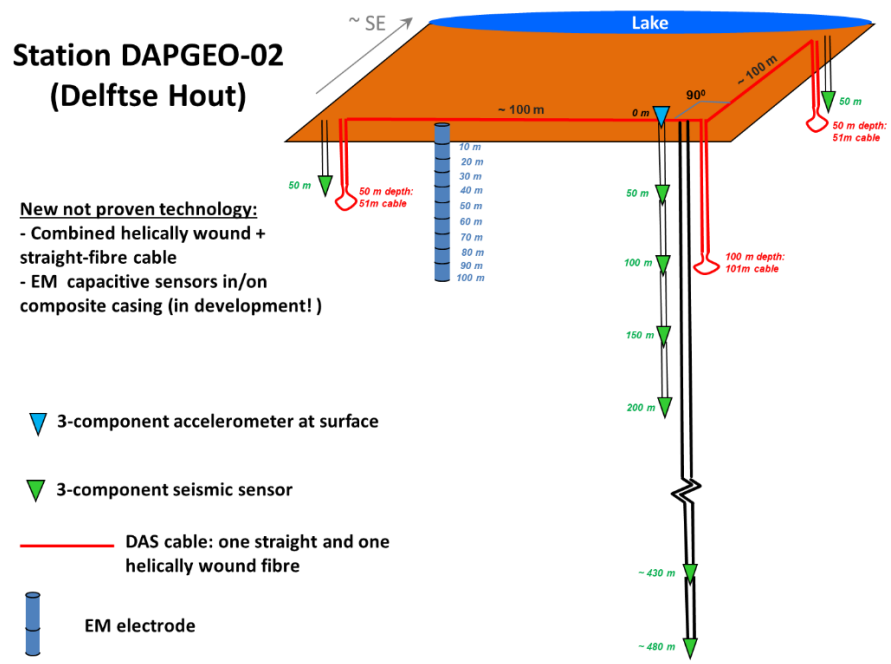 Station DAPGEO-02
(Delftse Hout)
~ SE
Lake
~ 100 m
0 m
90⁰
~ 100 m
50 m
50 m depth:
51m cable
50 m
50 m depth:
51m cable
10 m
20 m
30 m
40 m
50 m
60 m
70 m
80 m
90 m
100 m
50 m
100 m
150 m
200 m
100 m depth:
101m cable
~ 430 m
~ 480 m
New not proven technology:
- Combined helically wound +
straight-fibre cable
- EM capacitive sensors in/on
composite casing (in development! )
3-component accelerometer at surface
3-component seismic sensor
DAS cable: one straight and one
helically wound fibre
EM electrode